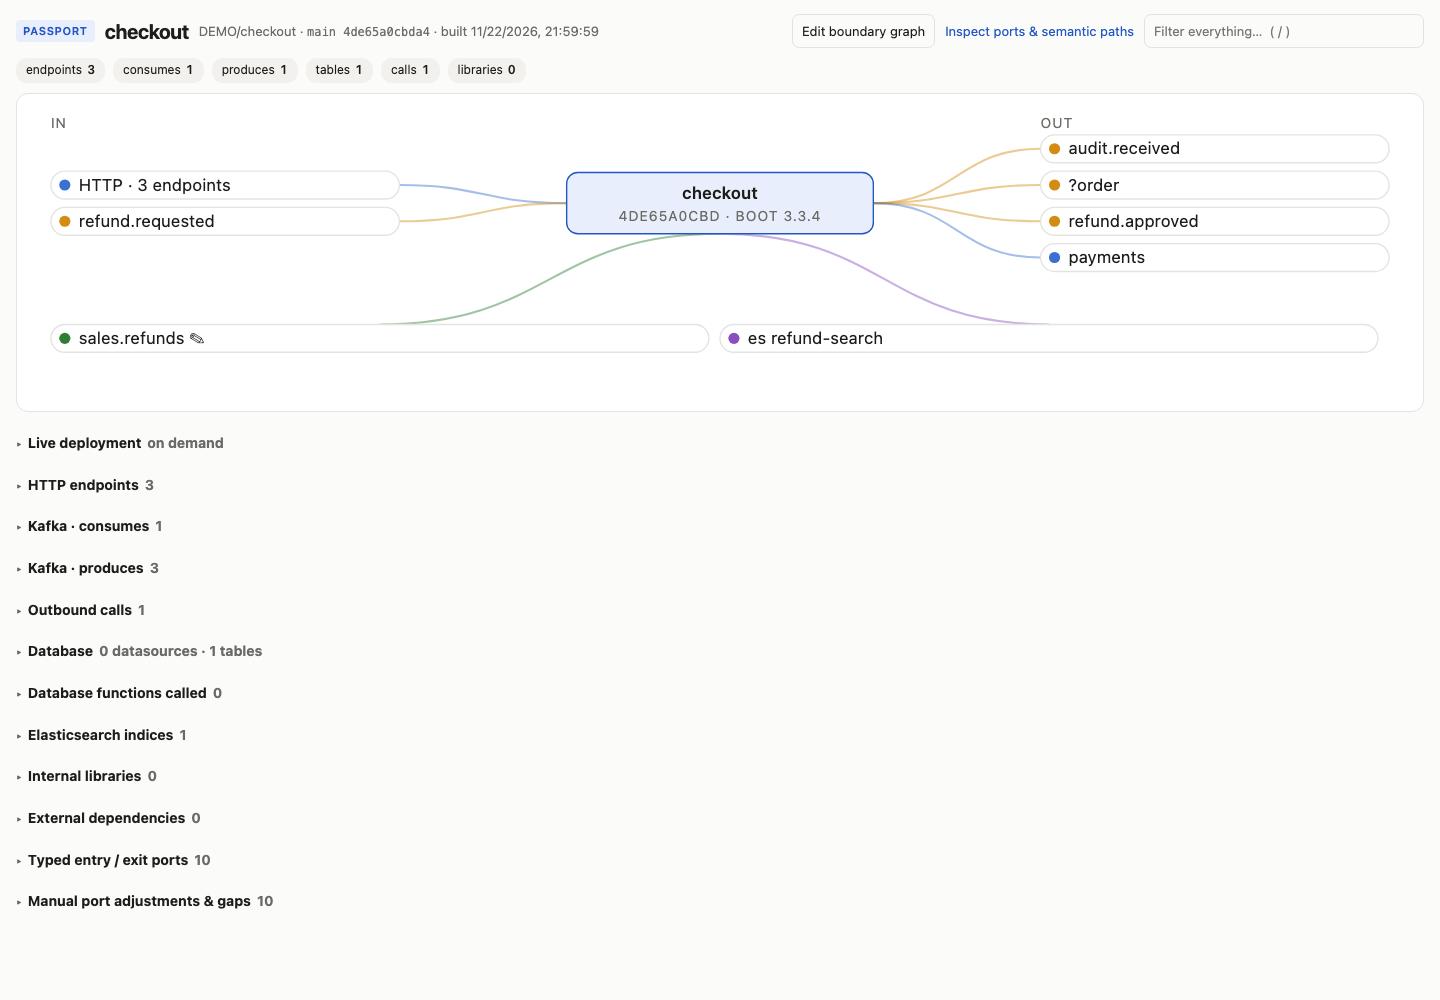 PASSPORT checkout DEMO/checkout · main 4de65a0cbda4 · built 11/22/2026, 21:59:59 Edit boundary graph Inspect ports & semantic paths Filter everything... ( / )
endpoints 3 consumes 1 produces 1 tables 1 calls 1 libraries 0
IN OUT
audit.received
HTTP · 3 endpoints checkout ?order
4DE65A0CBD · BOOT 3.3.4
refund.requested refund.approved
payments
sales.refunds ✎ es refund-search
▸ Live deployment on demand
▸ HTTP endpoints 3
▸ Kafka · consumes 1
▸ Kafka · produces 3
▸ Outbound calls 1
▸ Database 0 datasources · 1 tables
▸ Database functions called 0
▸ Elasticsearch indices 1
▸ Internal libraries 0
▸ External dependencies 0
▸ Typed entry / exit ports 10
▸ Manual port adjustments & gaps 10